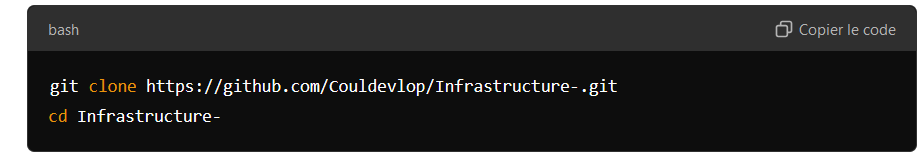 bash
Copier le code
git clone https://github.com/Couldevlop/Infrastructure-.git
cd Infrastructure-